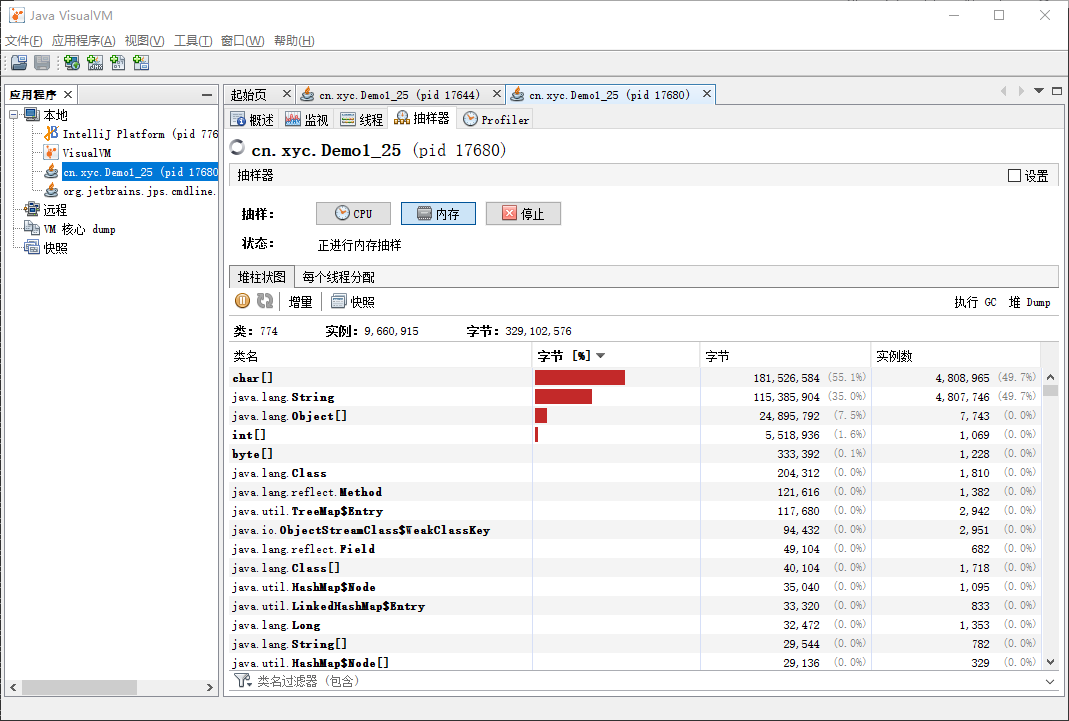 Java VisualVM
文件(F) 应用程序(A) 视图(V) 工具(T) 窗口(W) 帮助(H)
应用程序
本地
IntelliJ Platform (pid 776
VisualVM
cn.xyc.Demo1_25 (pid 17680
org.jetbrains.jps.cmdline.
远程
VM 核心 dump
快照
起始页 cn.xyc.Demo1_25 (pid 17644) cn.xyc.Demo1_25 (pid 17680)
概述 监视 线程 抽样器 Profiler
cn.xyc.Demo1_25 (pid 17680)
抽样器 设置
抽样： CPU 内存 停止
状态： 正进行内存抽样
堆柱状图 每个线程分配
增量 快照 执行 GC 堆 Dump
类：774 实例：9,660,915 字节：329,102,576
类名 字节 [%] 字节 实例数
char[] 181,526,584 (55.1%) 4,808,965 (49.7%)
java.lang.String 115,385,904 (35.0%) 4,807,746 (49.7%)
java.lang.Object[] 24,895,792 (7.5%) 7,743 (0.0%)
int[] 5,518,936 (1.6%) 1,069 (0.0%)
byte[] 333,392 (0.1%) 1,228 (0.0%)
java.lang.Class 204,312 (0.0%) 1,810 (0.0%)
java.lang.reflect.Method 121,616 (0.0%) 1,382 (0.0%)
java.util.TreeMap$Entry 117,680 (0.0%) 2,942 (0.0%)
java.io.ObjectStreamClass$WeakClassKey 94,432 (0.0%) 2,951 (0.0%)
java.lang.reflect.Field 49,104 (0.0%) 682 (0.0%)
java.lang.Class[] 40,104 (0.0%) 1,718 (0.0%)
java.util.HashMap$Node 35,040 (0.0%) 1,095 (0.0%)
java.util.LinkedHashMap$Entry 33,320 (0.0%) 833 (0.0%)
java.lang.Long 32,472 (0.0%) 1,353 (0.0%)
java.lang.String[] 29,544 (0.0%) 782 (0.0%)
java.util.HashMap$Node[] 29,136 (0.0%) 329 (0.0%)
类名过滤器（包含）